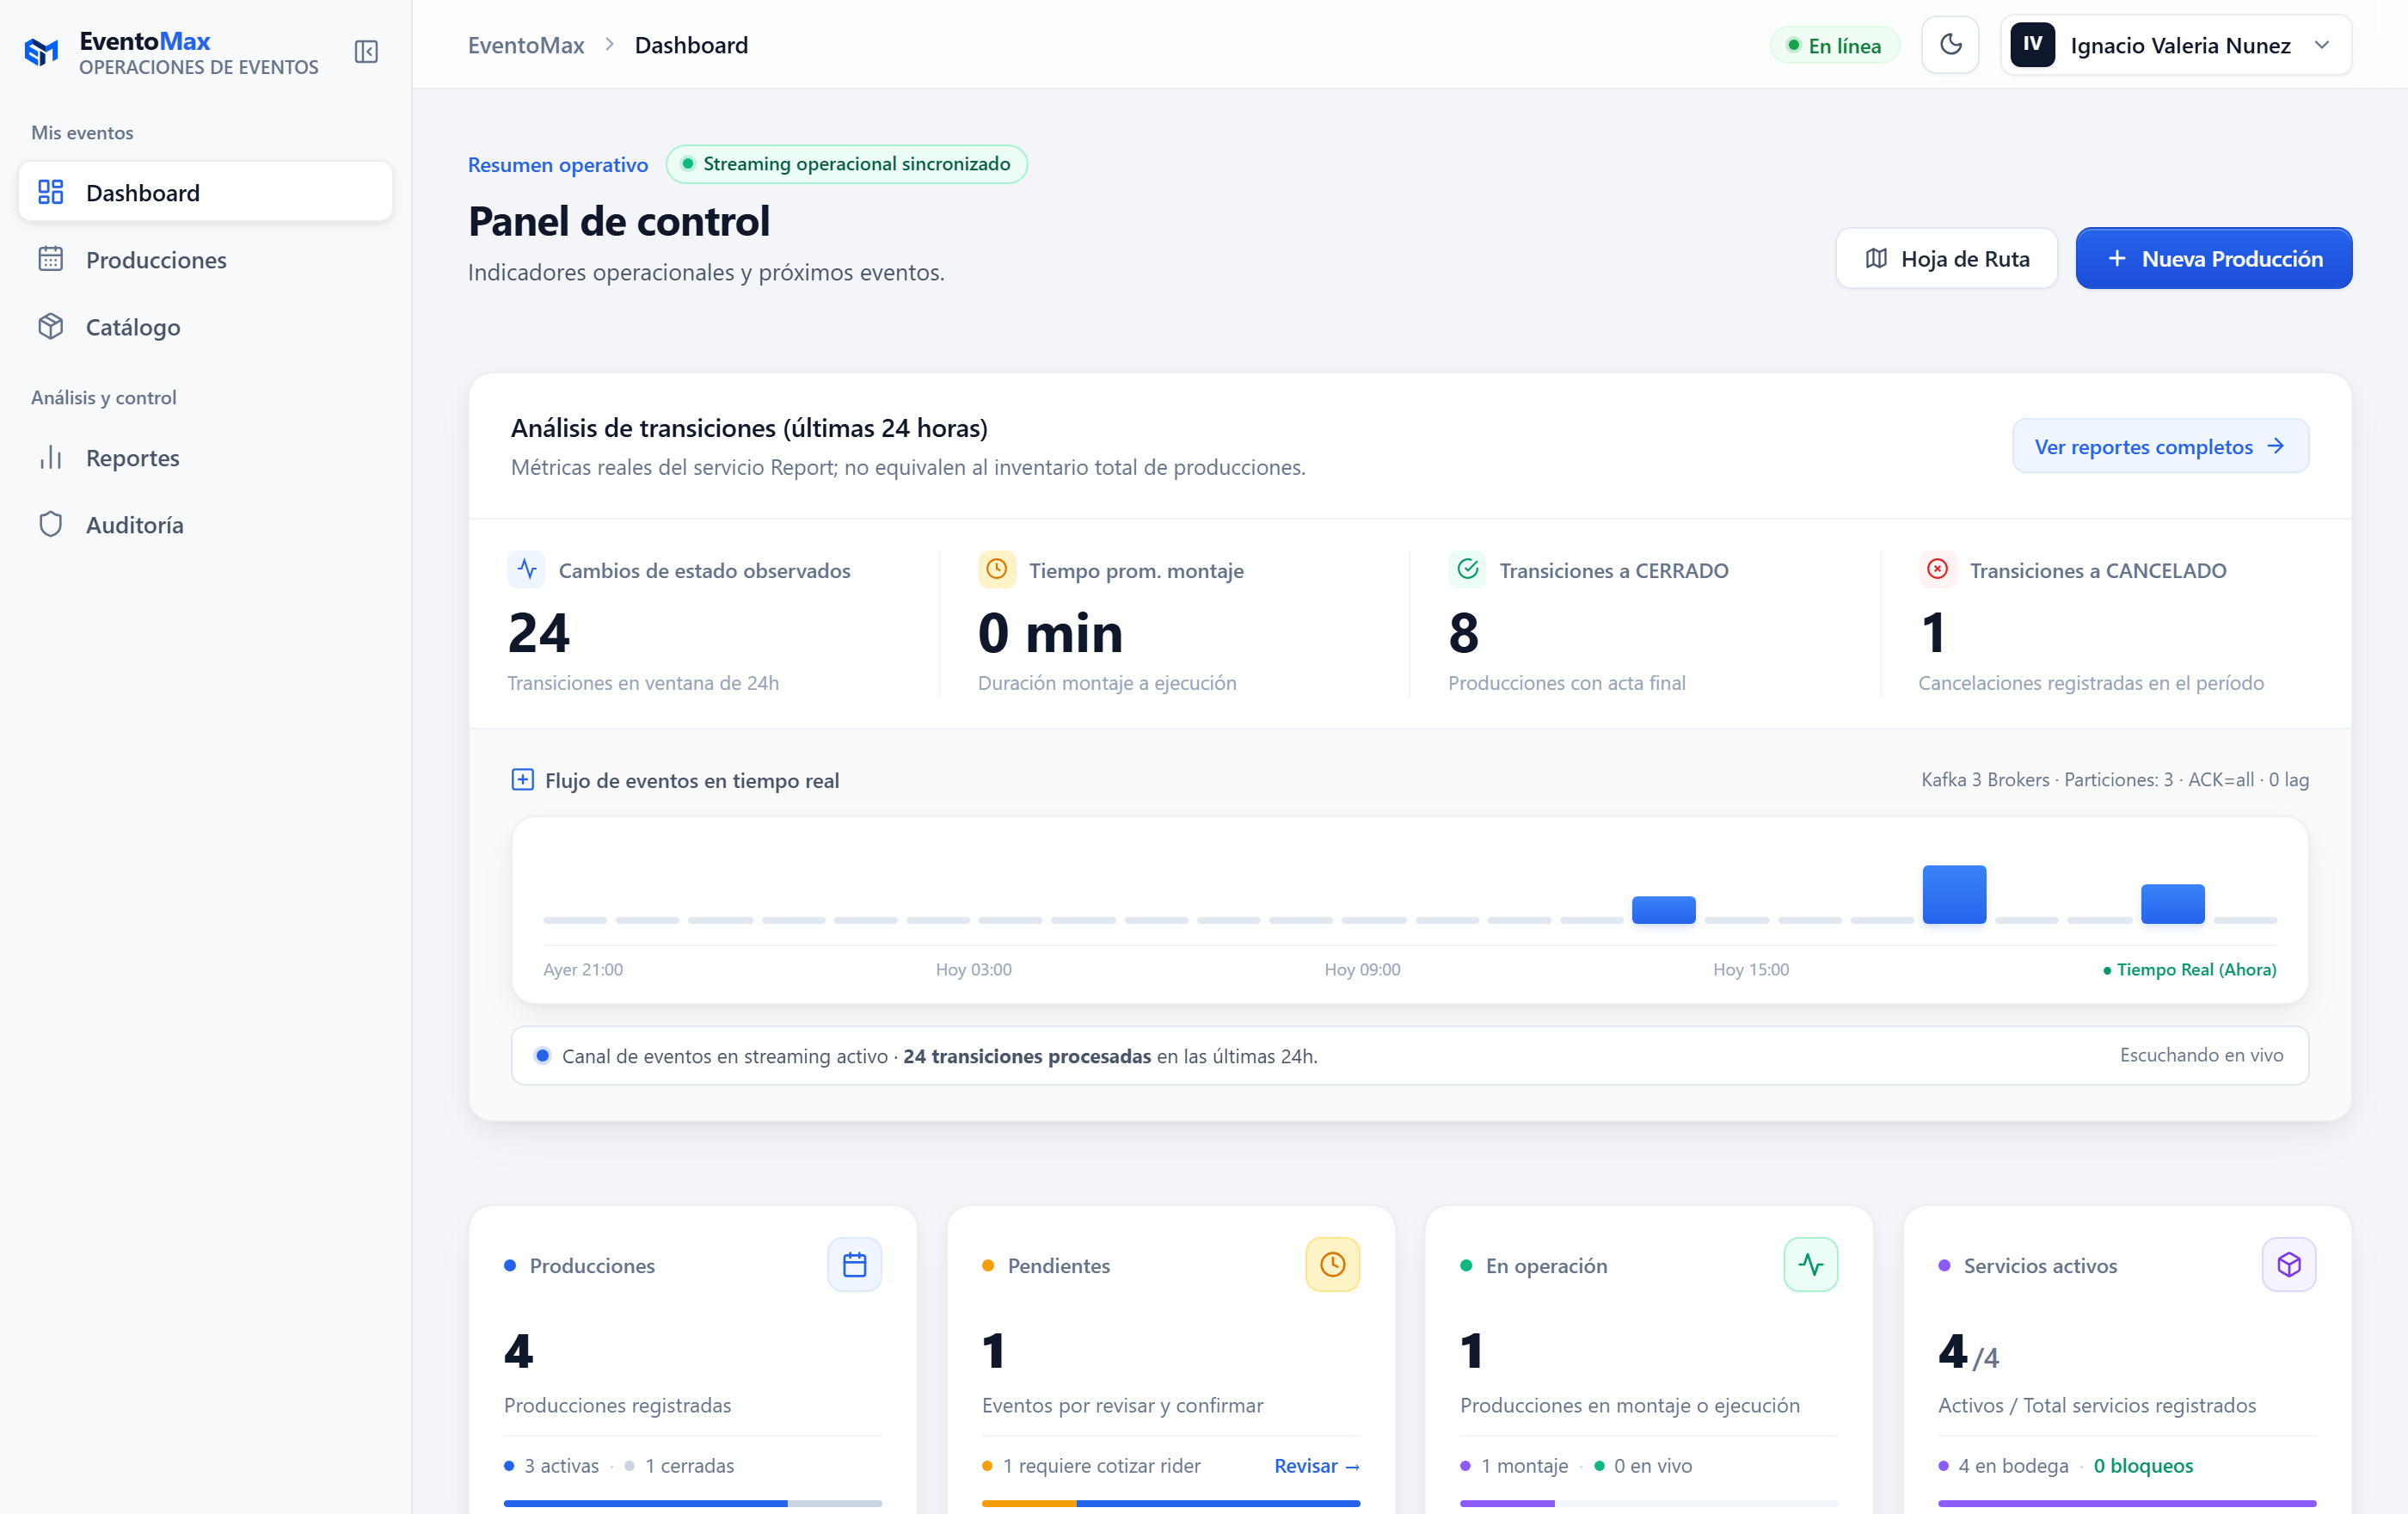 EventoMax
OPERACIONES DE EVENTOS
Mis eventos
Dashboard
Producciones
Catálogo
Análisis y control
Reportes
Auditoría
EventoMax > Dashboard
En línea
IV
Ignacio Valeria Nunez
Resumen operativo
Streaming operacional sincronizado
Panel de control
Indicadores operacionales y próximos eventos.
Hoja de Ruta
+ Nueva Producción
Análisis de transiciones (últimas 24 horas)
Métricas reales del servicio Report; no equivalen al inventario total de producciones.
Ver reportes completos →
Cambios de estado observados
24
Transiciones en ventana de 24h
Tiempo prom. montaje
0 min
Duración montaje a ejecución
Transiciones a CERRADO
8
Producciones con acta final
Transiciones a CANCELADO
1
Cancelaciones registradas en el período
Flujo de eventos en tiempo real
Kafka 3 Brokers · Particiones: 3 · ACK=all · 0 lag
Ayer 21:00
Hoy 03:00
Hoy 09:00
Hoy 15:00
Tiempo Real (Ahora)
Canal de eventos en streaming activo · 24 transiciones procesadas en las últimas 24h.
Escuchando en vivo
Producciones
4
Producciones registradas
3 activas · 1 cerradas
Pendientes
1
Eventos por revisar y confirmar
1 requiere cotizar rider
Revisar →
En operación
1
Producciones en montaje o ejecución
1 montaje · 0 en vivo
Servicios activos
4/4
Activos / Total servicios registrados
4 en bodega · 0 bloqueos